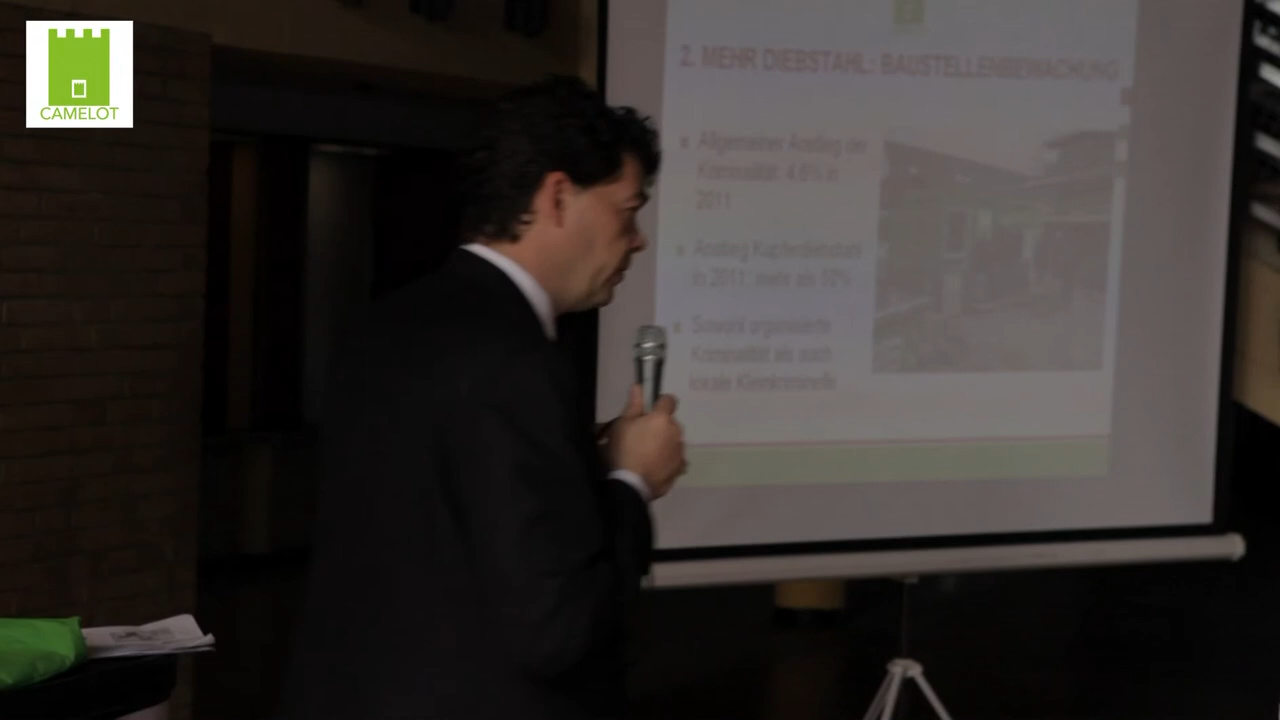 CAMELOT
2. MEHR DIEBSTAHL: BAUSTELLENBEWACHUNG
Allgemeiner Anstieg der
Kriminalität: 4.6% in
2011
Anstieg Kupferdiebstahl
in 2011: mehr als 50%
Sowohl organisierte
Kriminalität als auch
lokale Kleinkriminelle